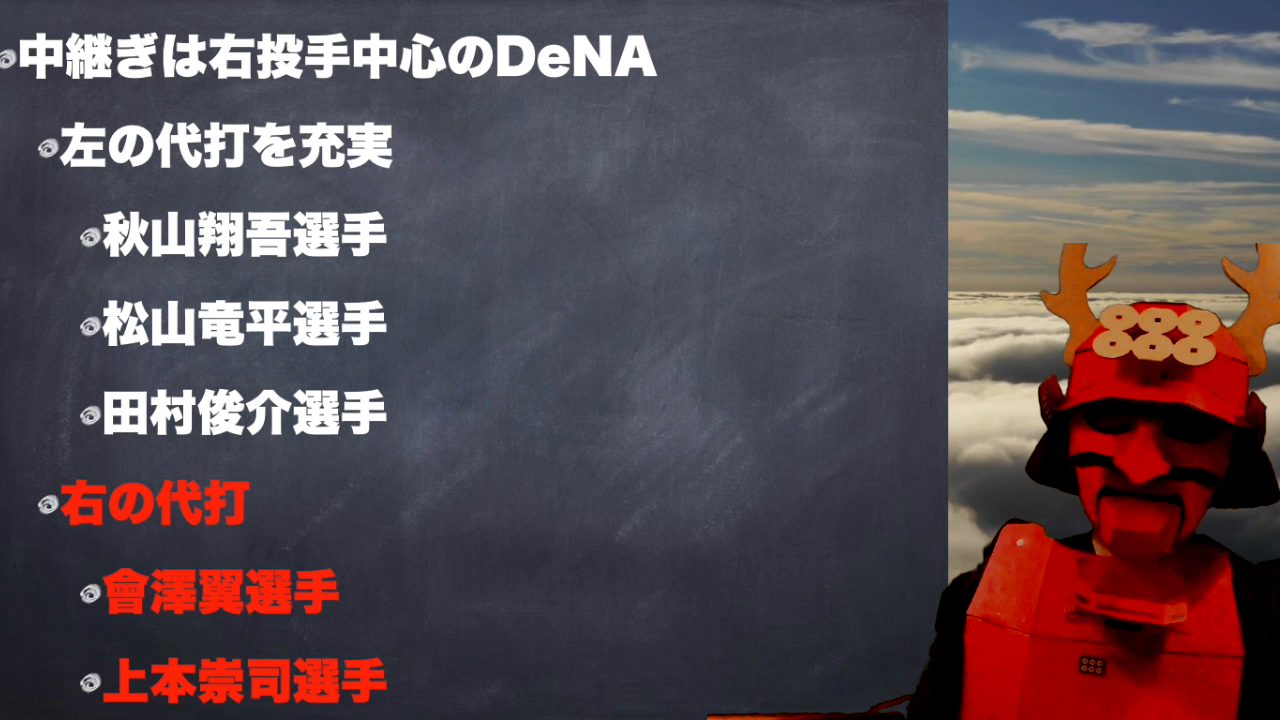 中継ぎは右投手中心のDeNA
左の代打を充実
秋山翔吾選手
松山竜平選手
田村俊介選手
右の代打
會澤翼選手
上本崇司選手